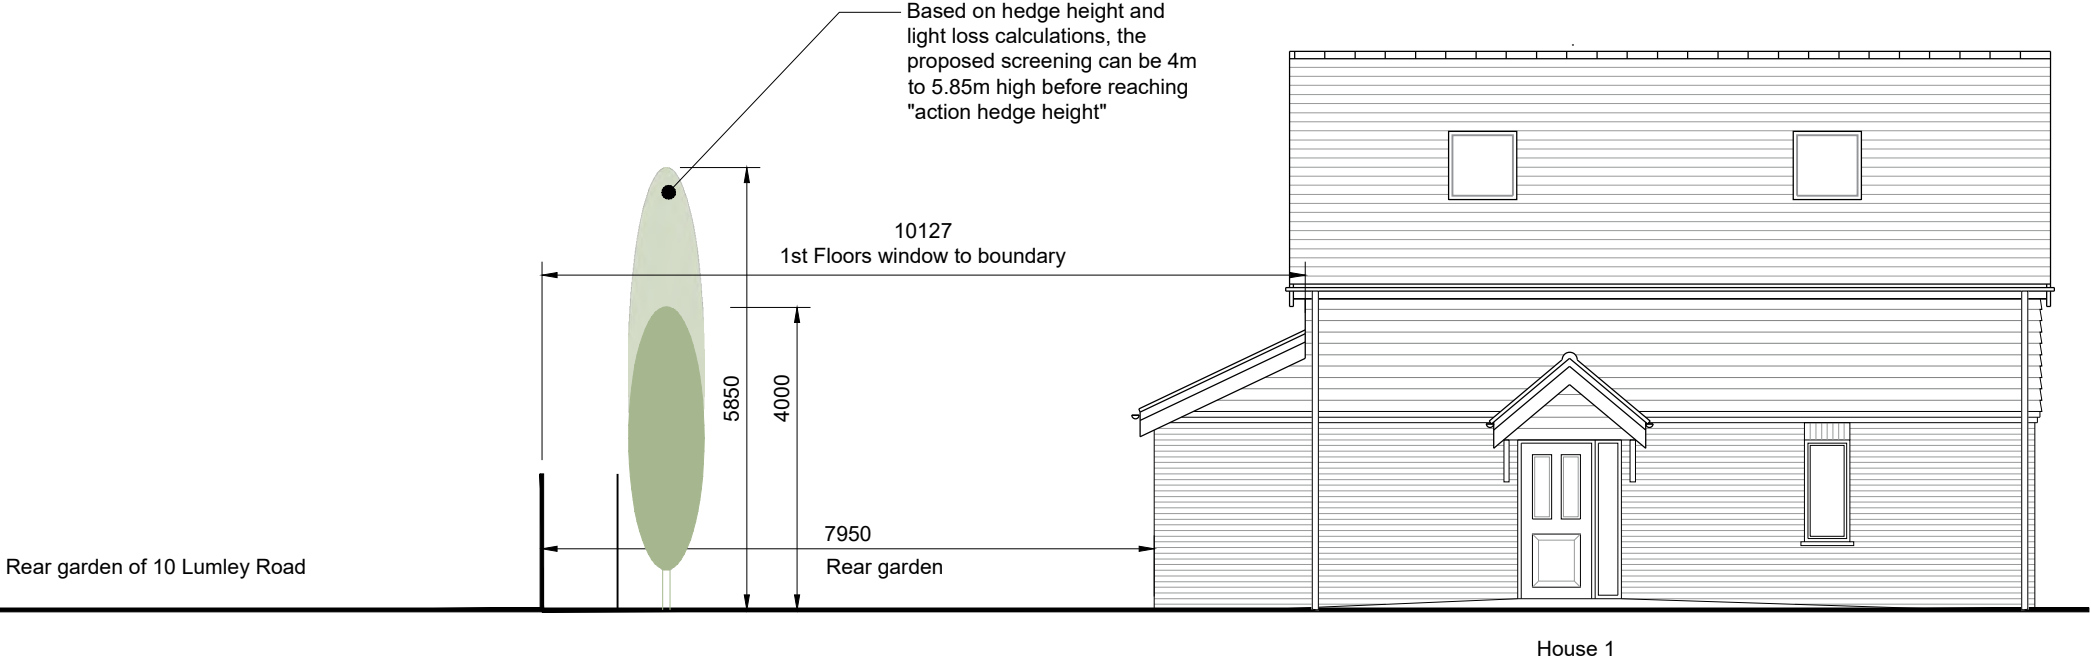 Based on hedge height and
light loss calculations, the
proposed screening can be 4m
to 5.85m high before reaching
"action hedge height"
10127
1st Floors window to boundary
5850
4000
7950
Rear garden of 10 Lumley Road
Rear garden
House 1